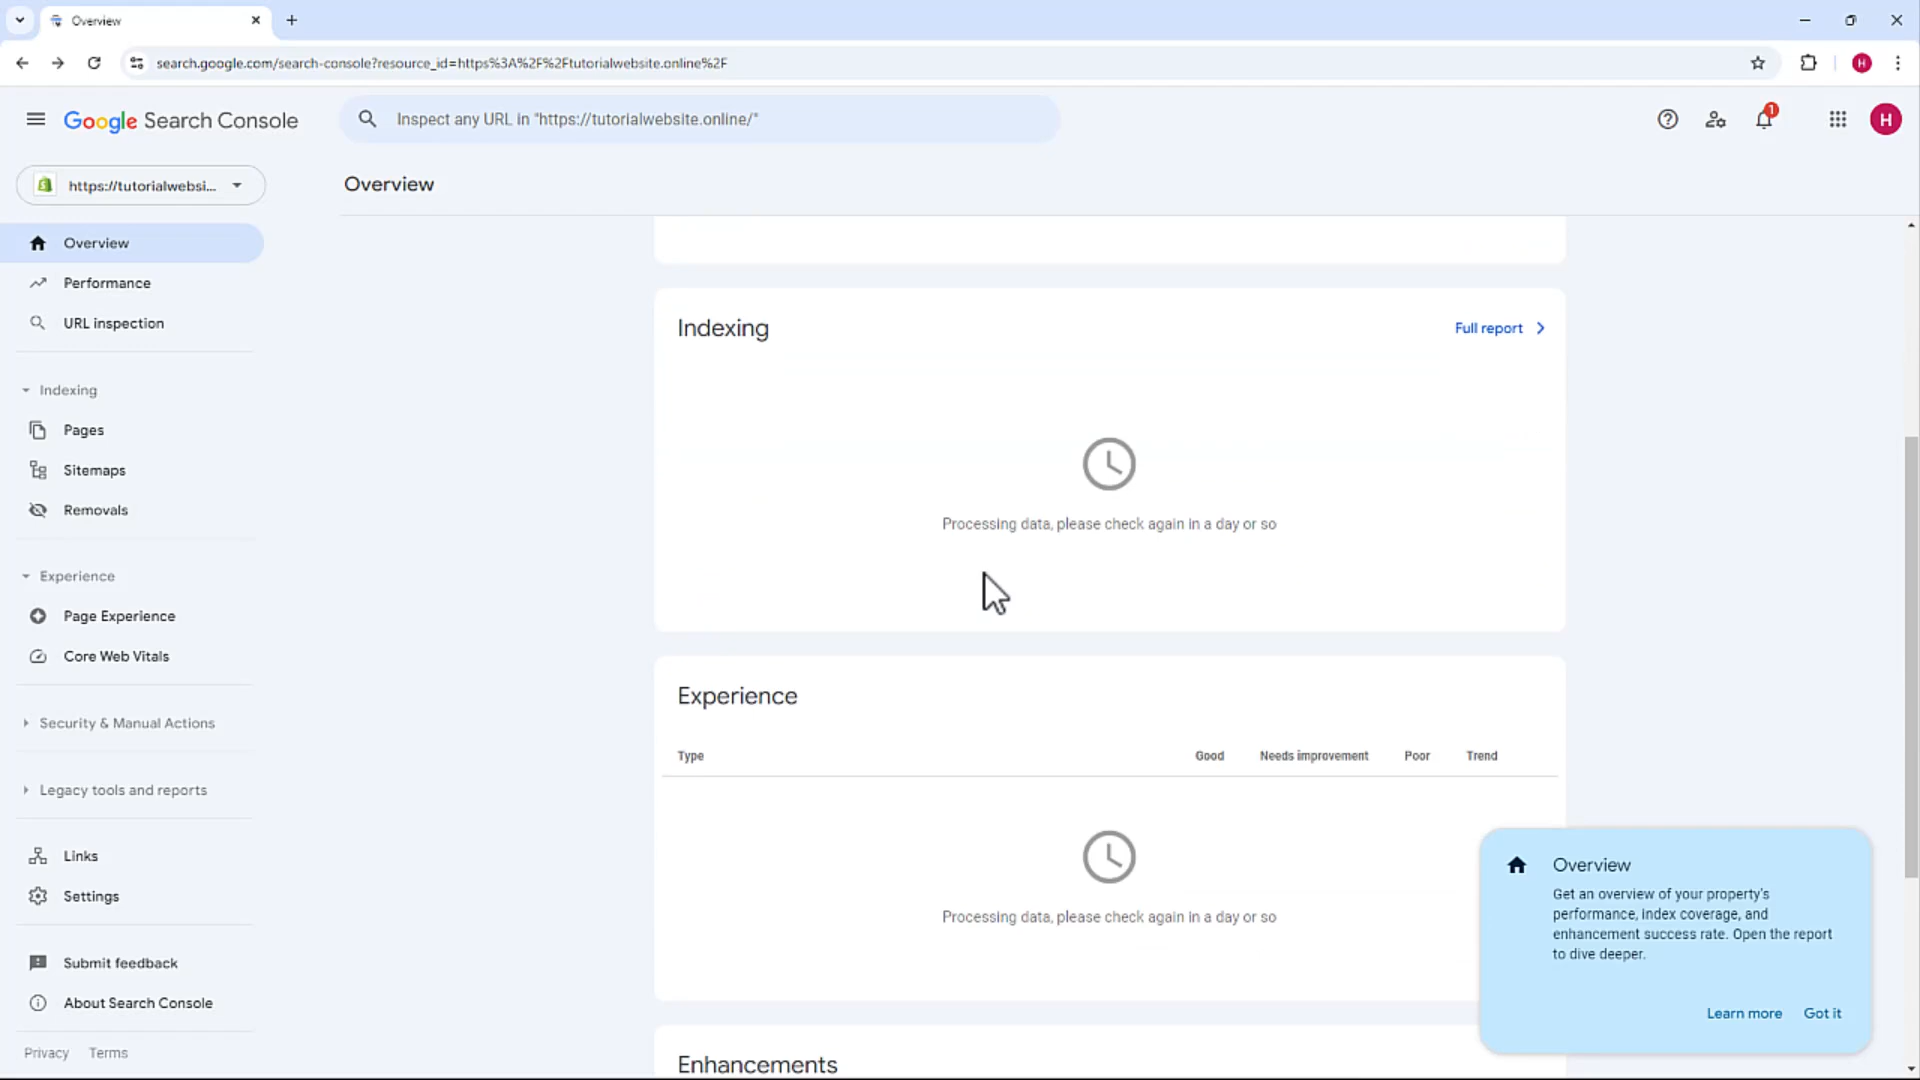 Overview
search.google.com/search-console?resource_id=https%3A%2F%2Ftutorialwebsite.online%2F
H
Google Search Console
Inspect any URL in "https://tutorialwebsite.online/"
1
H
https://tutorialwebsi...
Overview
Overview
Performance
URL inspection
Indexing
Pages
Sitemaps
Removals
Experience
Page Experience
Core Web Vitals
Security & Manual Actions
Legacy tools and reports
Links
Settings
Submit feedback
About Search Console
Privacy Terms
Indexing
Full report
Processing data, please check again in a day or so
Experience
Type Good Needs improvement Poor Trend
Processing data, please check again in a day or so
Enhancements
Overview
Get an overview of your property's
performance, index coverage, and
enhancement success rate. Open the report
to dive deeper.
Learn more Got it